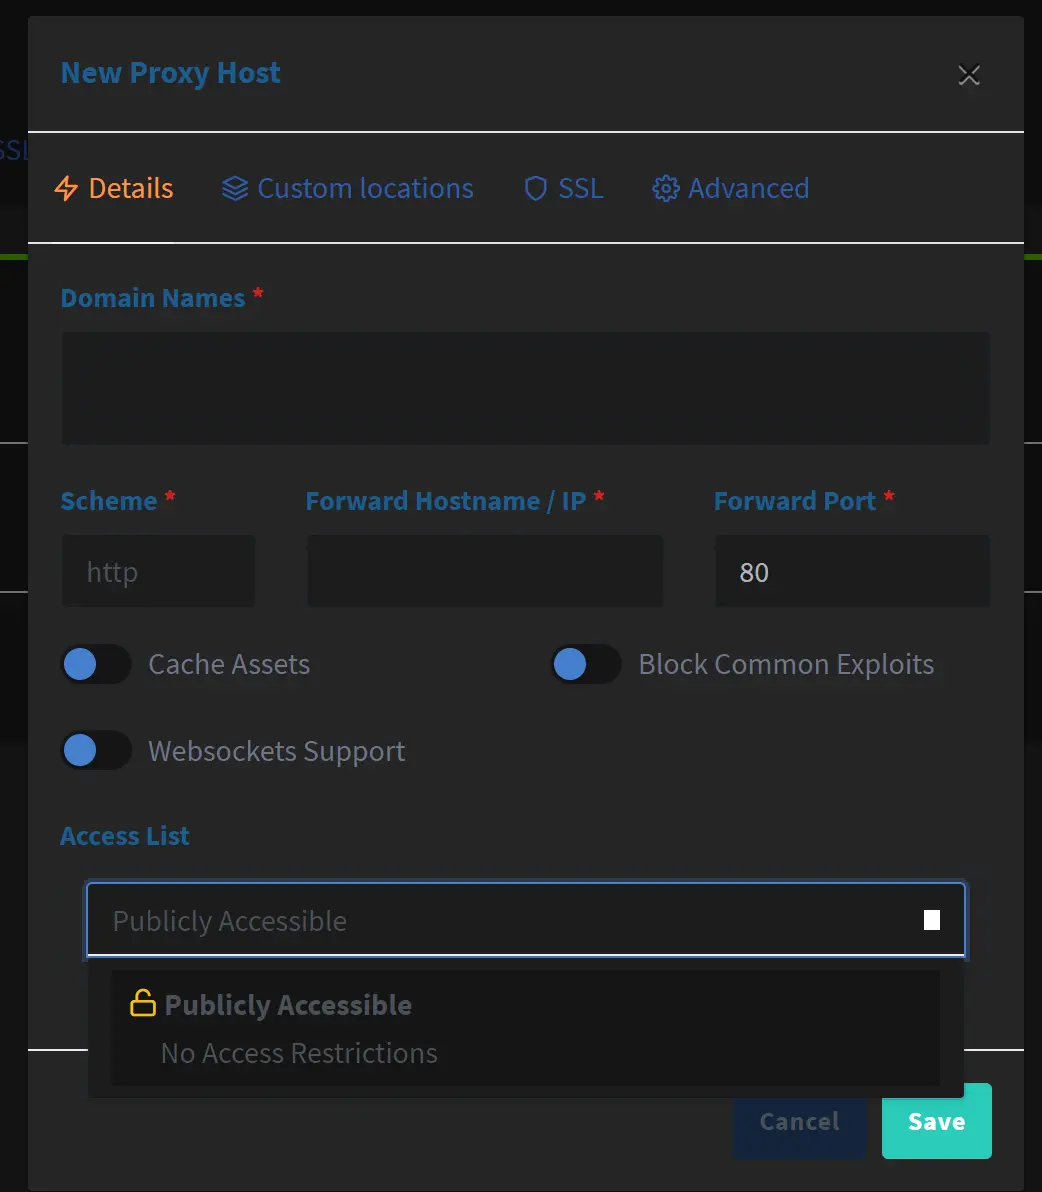 New Proxy Host
SSL
Details
Custom locations
SSL
Advanced
Domain Names *
Scheme *
Forward Hostname / IP *
Forward Port *
http
80
Cache Assets
Block Common Exploits
Websockets Support
Access List
Publicly Accessible
Publicly Accessible
No Access Restrictions
Cancel
Save